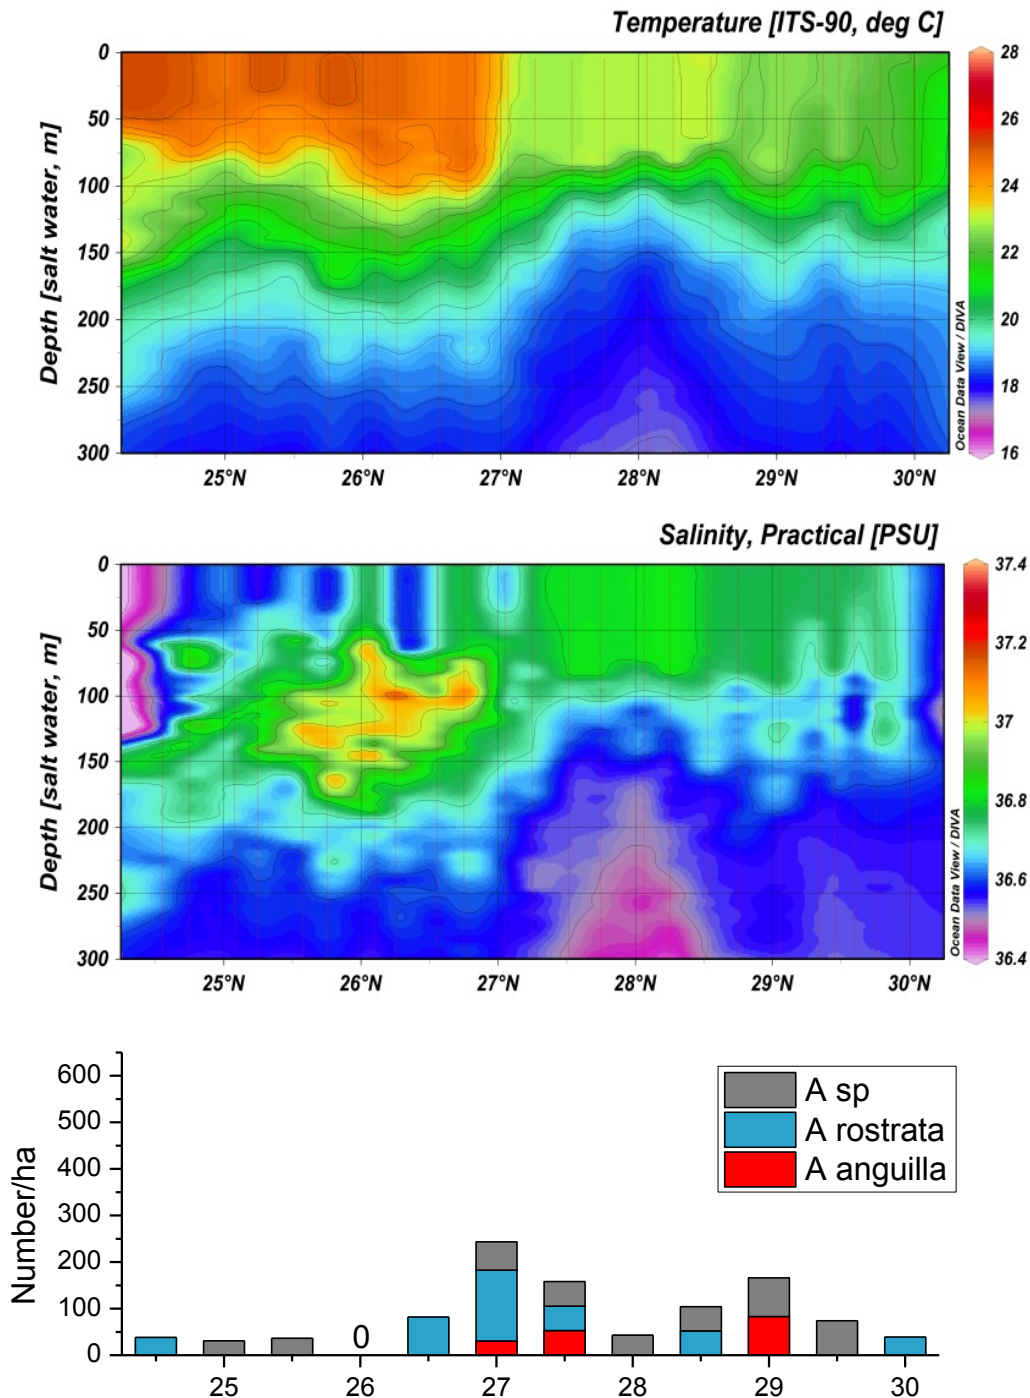 Temperature [ITS-90, deg C]
0
50
100
150
200
250
300
Depth [salt water, m]
25°N 26°N 27°N 28°N 29°N 30°N
28
26
24
22
20
18
16
Ocean Data View / DIVA
Salinity, Practical [PSU]
0
50
100
150
200
250
300
Depth [salt water, m]
25°N 26°N 27°N 28°N 29°N 30°N
37.4
37.2
37
36.8
36.6
36.4
Ocean Data View / DIVA
600
500
400
300
200
100
0
Number/ha
A sp
A rostrata
A anguilla
0
25 26 27 28 29 30